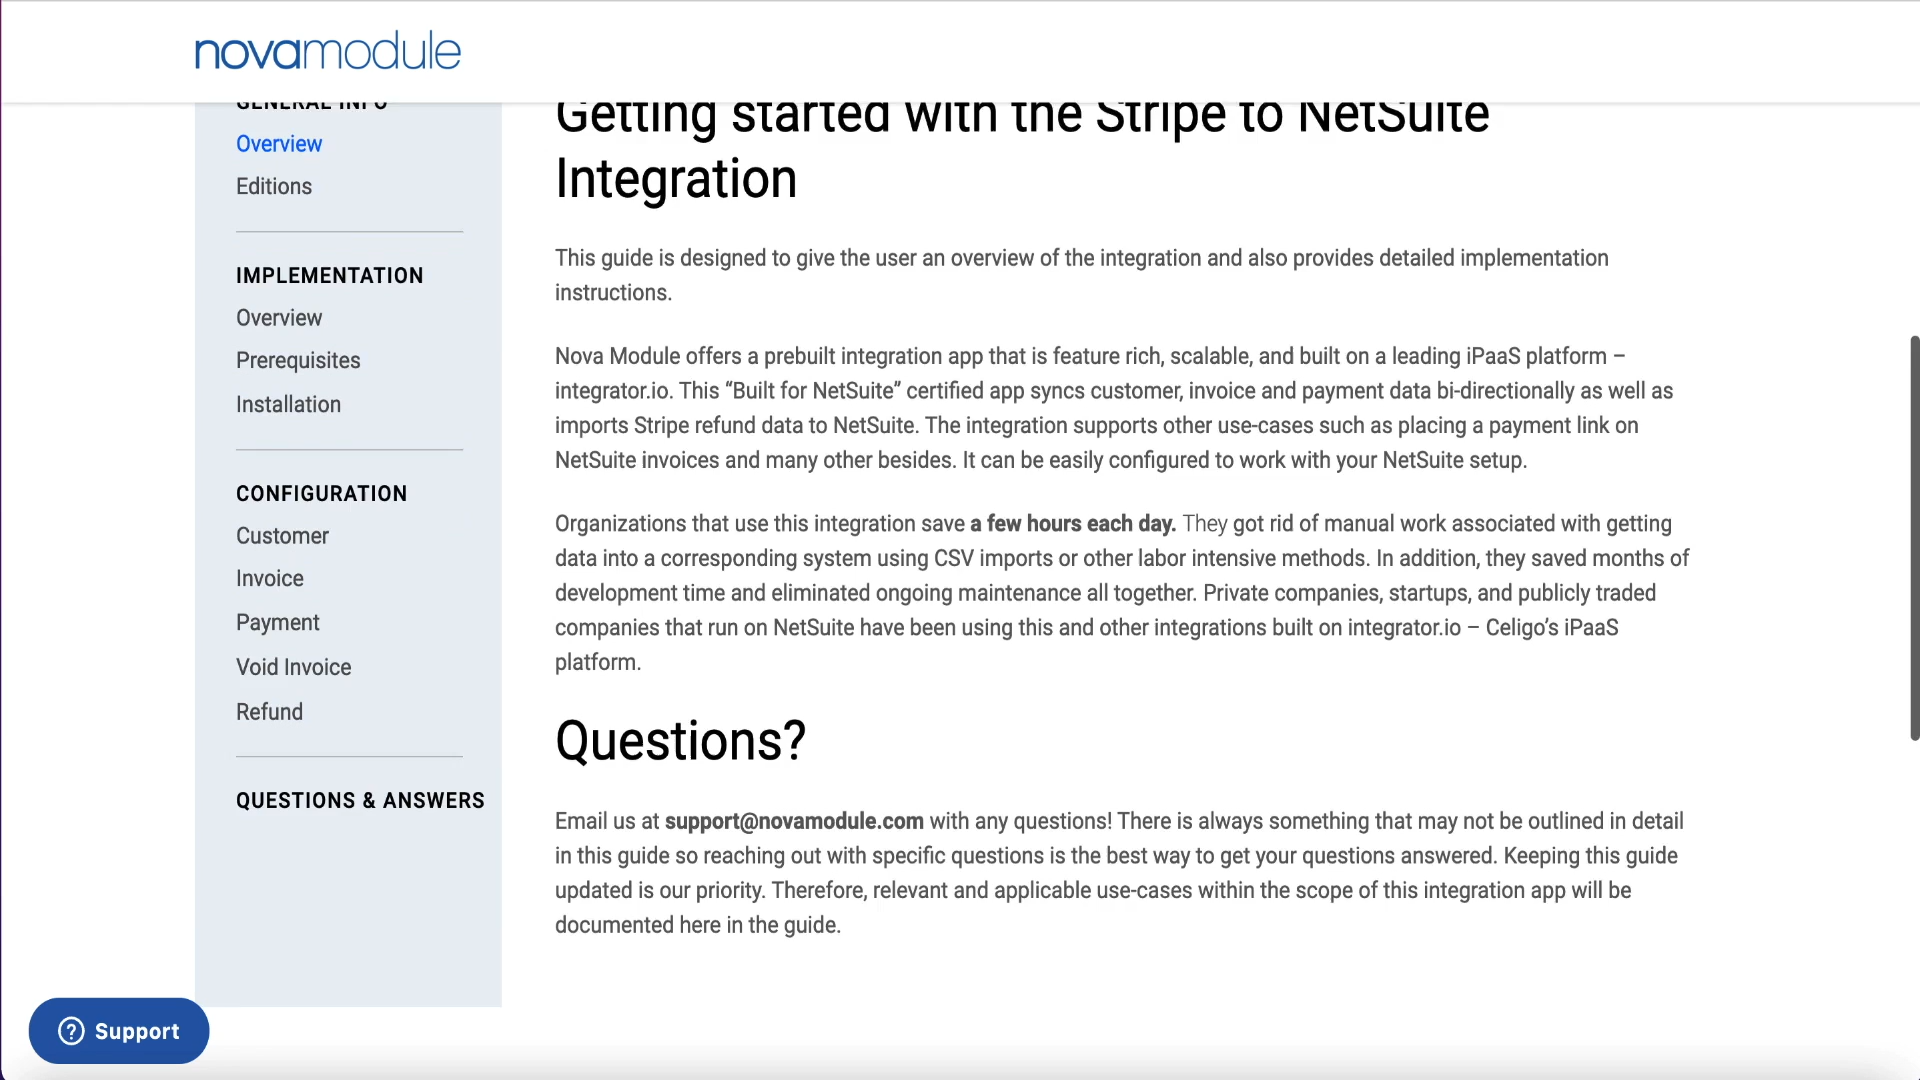 novamodule
GENERAL INFO
Overview
Editions
IMPLEMENTATION
Overview
Prerequisites
Installation
CONFIGURATION
Customer
Invoice
Payment
Void Invoice
Refund
QUESTIONS & ANSWERS
Getting started with the Stripe to NetSuite
Integration
This guide is designed to give the user an overview of the integration and also provides detailed implementation
instructions.
Nova Module offers a prebuilt integration app that is feature rich, scalable, and built on a leading iPaaS platform –
integrator.io. This “Built for NetSuite” certified app syncs customer, invoice and payment data bi-directionally as well as
imports Stripe refund data to NetSuite. The integration supports other use-cases such as placing a payment link on
NetSuite invoices and many other besides. It can be easily configured to work with your NetSuite setup.
Organizations that use this integration save a few hours each day. They got rid of manual work associated with getting
data into a corresponding system using CSV imports or other labor intensive methods. In addition, they saved months of
development time and eliminated ongoing maintenance all together. Private companies, startups, and publicly traded
companies that run on NetSuite have been using this and other integrations built on integrator.io – Celigo’s iPaaS
platform.
Questions?
Email us at support@novamodule.com with any questions! There is always something that may not be outlined in detail
in this guide so reaching out with specific questions is the best way to get your questions answered. Keeping this guide
updated is our priority. Therefore, relevant and applicable use-cases within the scope of this integration app will be
documented here in the guide.
? Support